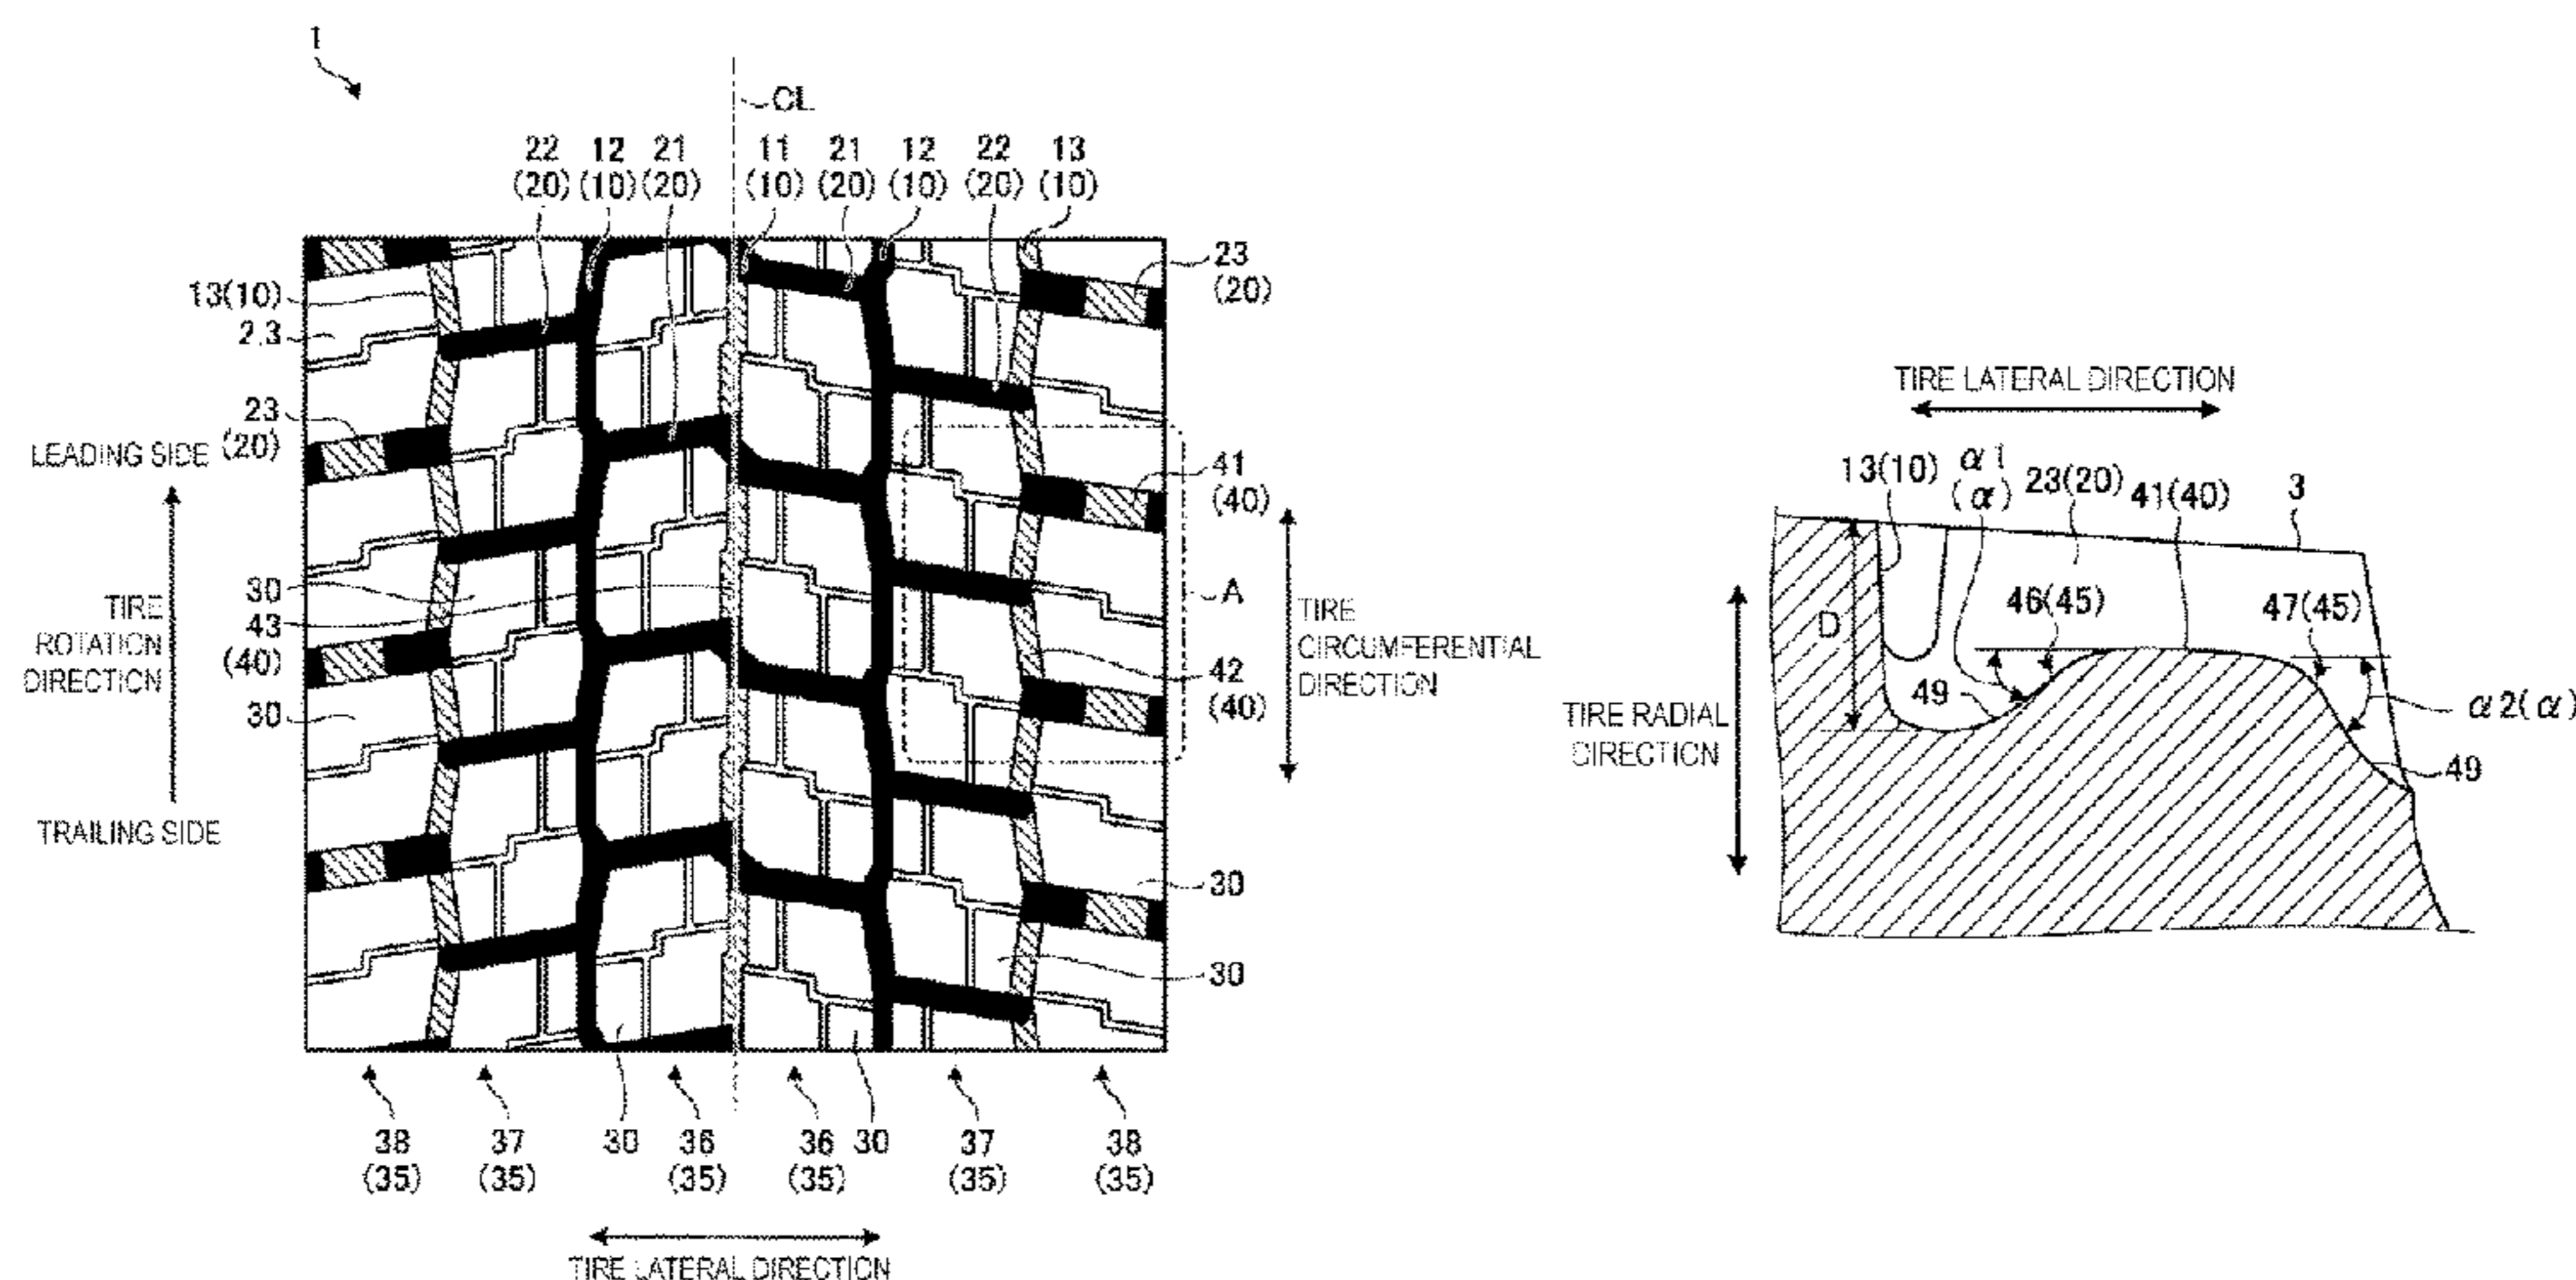 1
CL
22 12 21 11 21 12 22 13
(20) (10) (20) (10) (20) (10) (20) (10)
13(10)
2,3
23
(20)
23
(20)
LEADING SIDE
TIRE
ROTATION
DIRECTION
TRAILING SIDE
41
(40)
30
43
(40)
30
A
TIRE
CIRCUMFERENTIAL
DIRECTION
42
(40)
30
30
38 37 30 36 36 30 37 38
(35) (35) (35) (35) (35) (35)
TIRE LATERAL DIRECTION
TIRE LATERAL DIRECTION
13(10)
α1
(α)
23(20)
41(40)
3
46(45)
47(45)
D
49
α2(α)
49
TIRE RADIAL
DIRECTION